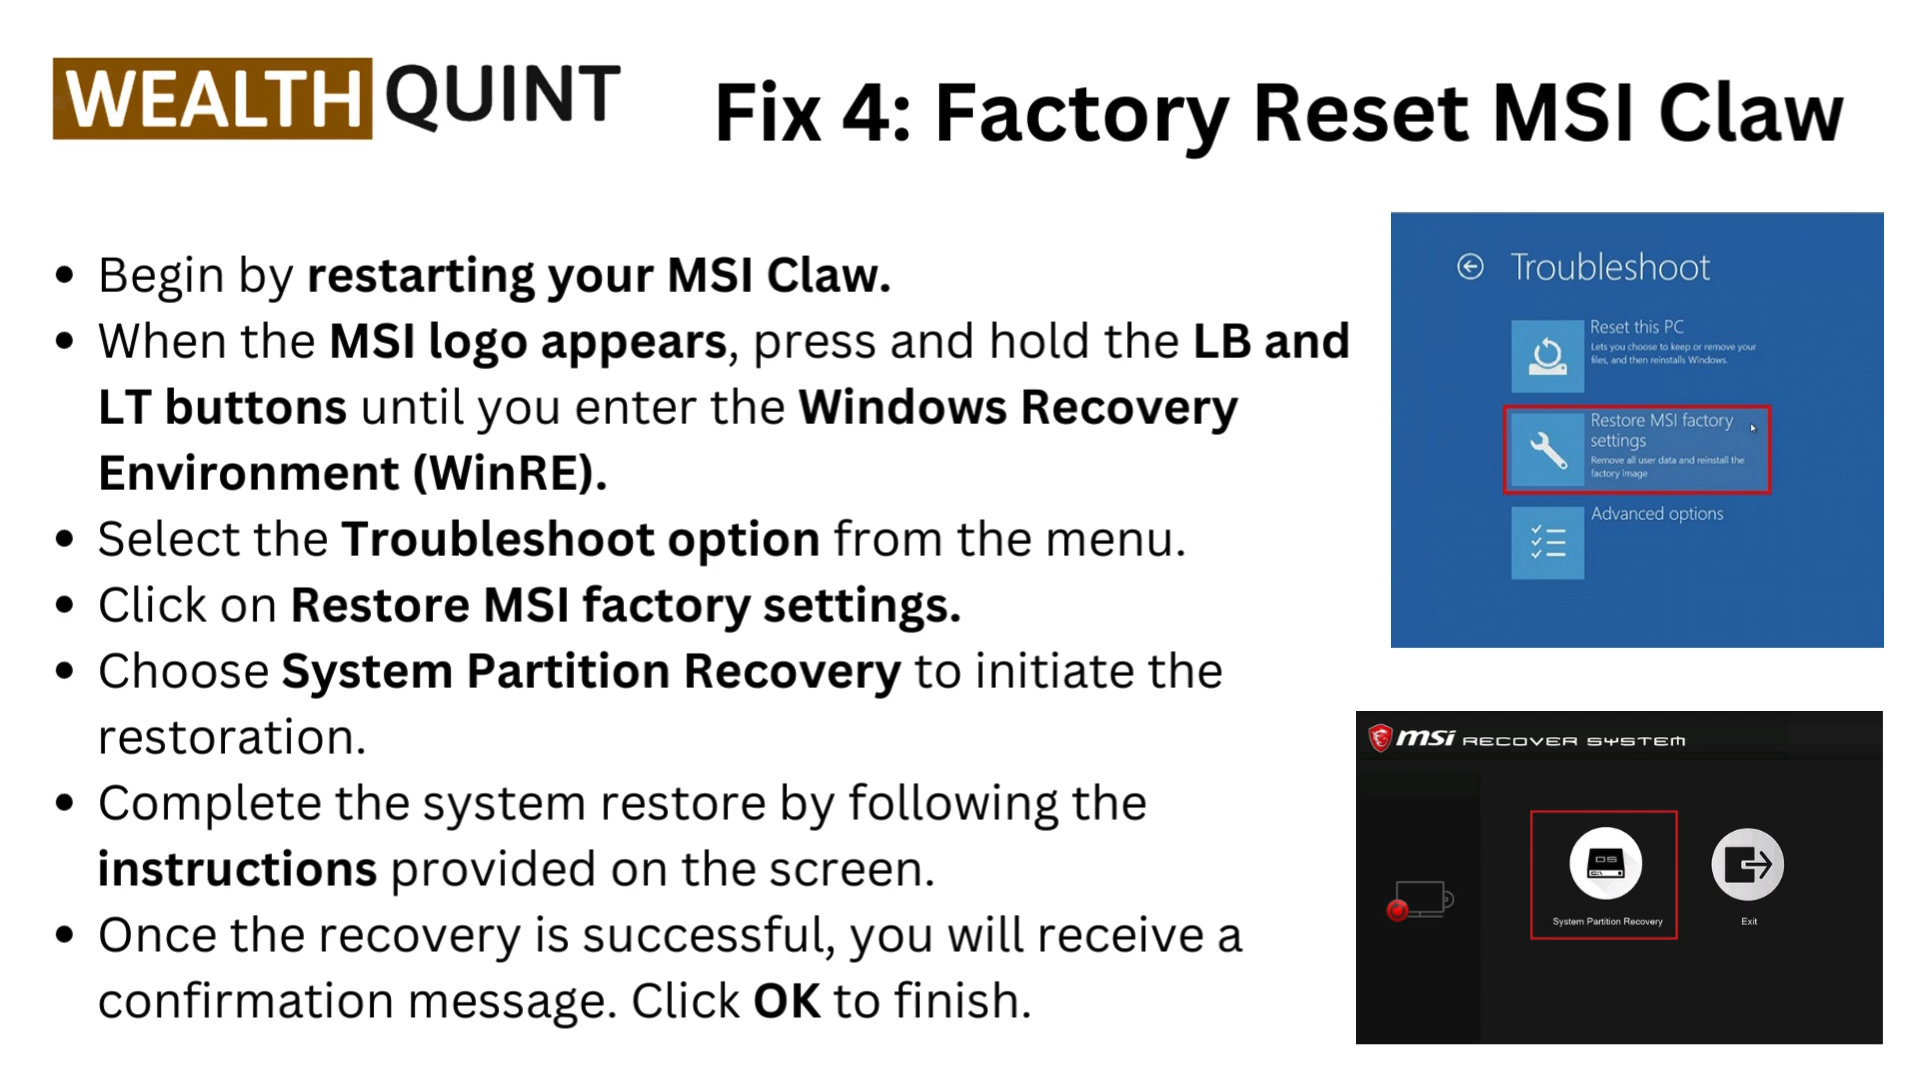 WEALTH QUINT
Fix 4: Factory Reset MSI Claw
• Begin by restarting your MSI Claw.
• When the MSI logo appears, press and hold the LB and
LT buttons until you enter the Windows Recovery
Environment (WinRE).
• Select the Troubleshoot option from the menu.
• Click on Restore MSI factory settings.
• Choose System Partition Recovery to initiate the
restoration.
• Complete the system restore by following the
instructions provided on the screen.
• Once the recovery is successful, you will receive a
confirmation message. Click OK to finish.
Troubleshoot
Reset this PC
Lets you choose to keep or remove your
files, and then reinstalls Windows.
Restore MSI factory
settings
Remove all user data and reinstall the
factory image
Advanced options
msi RECOVER SYSTEM
OS
System Partition Recovery
Exit